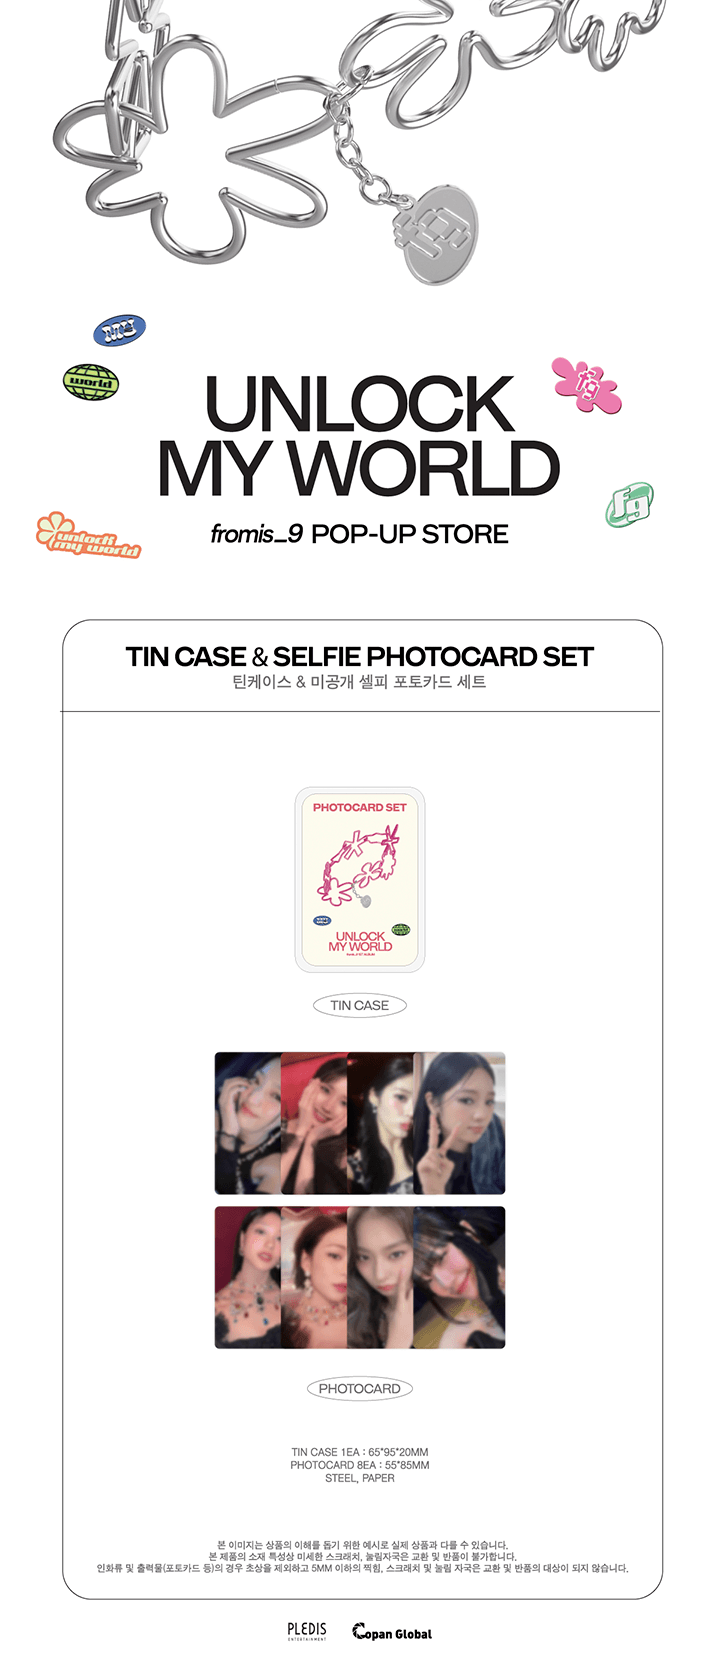 fg
my
world
fg
UNLOCK
MY WORLD
fg
unlock
my world
fromis_9 POP-UP STORE
TIN CASE & SELFIE PHOTOCARD SET
틴케이스 & 미공개 셀피 포토카드 세트
PHOTOCARD SET
UNLOCK
MY WORLD
TIN CASE
PHOTOCARD
TIN CASE 1EA : 65*95*20MM
PHOTOCARD 8EA : 55*85MM
STEEL, PAPER
본 이미지는 상품의 이해를 돕기 위한 예시로 실제 상품과 다를 수 있습니다.
본 제품의 소재 특성상 미세한 스크래치, 눌림자국은 교환 및 반품이 불가합니다.
인화류 및 출력물(포토카드 등)의 경우 초상을 제외하고 5MM 이하의 찍힘, 스크래치 및 눌림 자국은 교환 및 반품의 대상이 되지 않습니다.
PLEDIS
ENTERTAINMENT
Copan Global